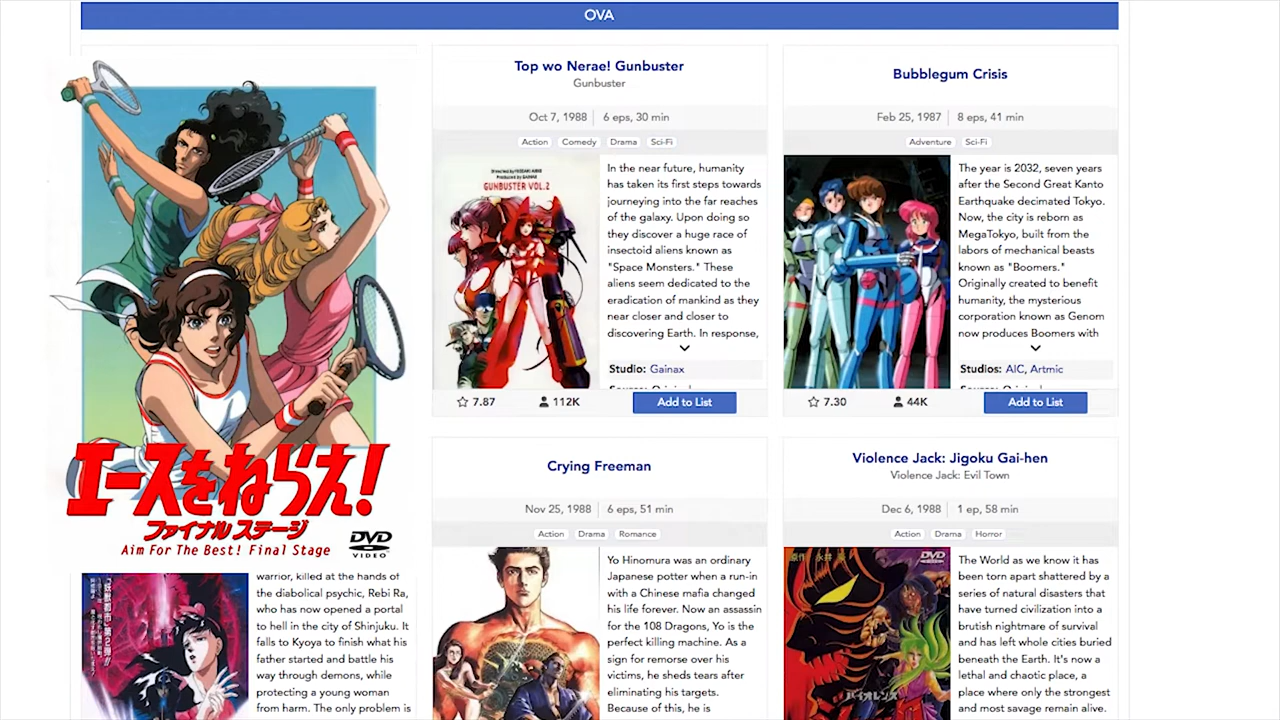 OVA
Top wo Nerae! Gunbuster
Gunbuster
Oct 7, 1988
6 eps, 30 min
Action
Comedy
Drama
Sci-Fi
GUNBUSTER VOL.2
In the near future, humanity
has taken its first steps towards
journeying into the far reaches
of the galaxy. Upon doing so
they discover a huge race of
insectoid aliens known as
"Space Monsters." These
aliens seem dedicated to the
eradication of mankind as they
near closer and closer to
discovering Earth. In response,
Studio: Gainax
7.87
112K
Add to List
Bubblegum Crisis
Feb 25, 1987
8 eps, 41 min
Adventure
Sci-Fi
The year is 2032, seven years
after the Second Great Kanto
Earthquake decimated Tokyo.
Now, the city is reborn as
MegaTokyo, built from the
labors of mechanical beasts
known as "Boomers."
Originally created to benefit
humanity, the mysterious
corporation known as Genom
now produces Boomers with
Studios: AIC, Artmic
7.30
44K
Add to List
エースをねらえ!
ファイナルステージ
Aim For The Best! Final Stage
DVD
VIDEO
warrior, killed at the hands of
the diabolical psychic, Rebi Ra,
who has now opened a portal
to hell in the city of Shinjuku. It
falls to Kyoya to finish what his
father started and battle his
way through demons, while
protecting a young woman
from harm. The only problem is
Crying Freeman
Nov 25, 1988
6 eps, 51 min
Action
Drama
Romance
Yo Hinomura was an ordinary
Japanese potter when a run-in
with a Chinese mafia changed
his life forever. Now an assassin
for the 108 Dragons, Yo is the
perfect killing machine. As a
sign for remorse over his
victims, he sheds tears after
eliminating his targets.
Because of this, he is
Violence Jack: Jigoku Gai-hen
Violence Jack: Evil Town
Dec 6, 1988
1 ep, 58 min
Action
Drama
Horror
DVD
バイオレンス
The World as we know it has
been torn apart shattered by a
series of natural disasters that
have turned civilization into a
brutish nightmare of survival
and has left whole cities buried
beneath the Earth. It's now a
lethal and chaotic place, a
place where only the strongest
and most savage remain alive.